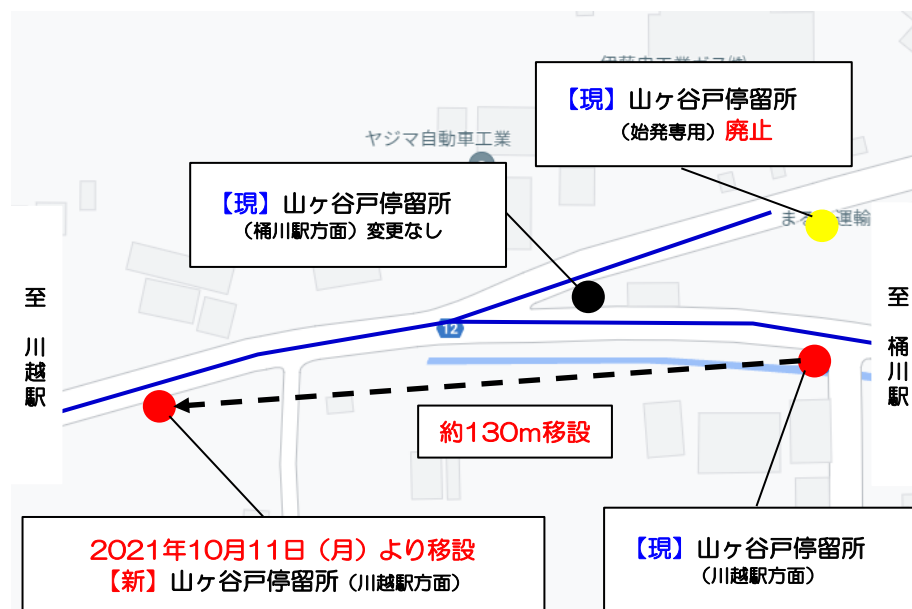 【現】山ヶ谷戸停留所
（始発専用）廃止
ヤジマ自動車工業
【現】山ヶ谷戸停留所
（桶川駅方面）変更なし
運輸
至 川越駅
至 桶川駅
12
約130m移設
2021年10月11日（月）より移設
【新】山ヶ谷戸停留所（川越駅方面）
【現】山ヶ谷戸停留所
（川越駅方面）